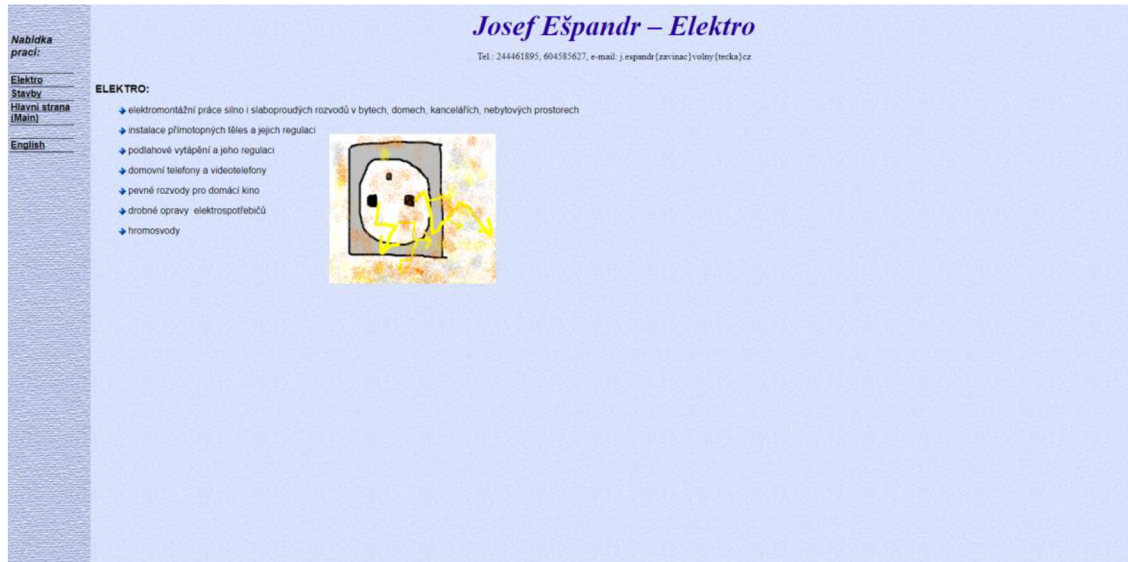 Nabídka
prací:
Elektro
Stavby
Hlavní strana
(Main)
English
Josef Ešpandr – Elektro
Tel.: 244461895, 604585627, e-mail: j.espandr{zavinac}volny{tecka}cz
ELEKTRO:
elektromontážní práce silno i slaboproudých rozvodů v bytech, domech, kancelářích, nebytových prostorech
instalace přímotopných těles a jejich regulaci
podlahové vytápění a jeho regulaci
domovní telefony a videotelefony
pevné rozvody pro domácí kino
drobné opravy elektrospotřebičů
hromosvody